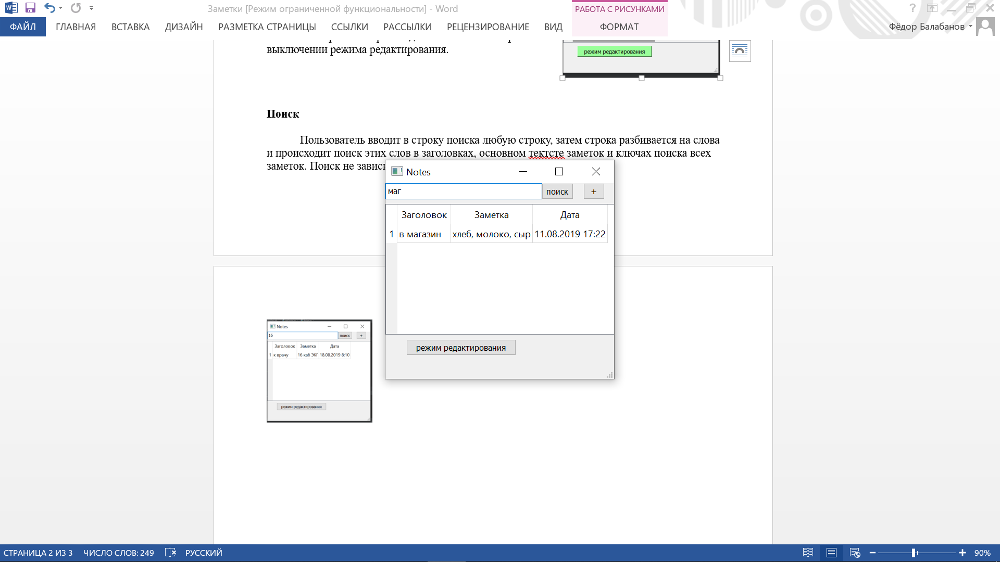 Заметки [Режим ограниченной функциональности] - Word
РАБОТА С РИСУНКАМИ
ФАЙЛ ГЛАВНАЯ ВСТАВКА ДИЗАЙН РАЗМЕТКА СТРАНИЦЫ ССЫЛКИ РАССЫЛКИ РЕЦЕНЗИРОВАНИЕ ВИД ФОРМАТ
Фёдор Балабанов
выключении режима редактирования.
режим редактирования
Поиск
Пользователь вводит в строку поиска любую строку, затем строка разбивается на слова
и происходит поиск этих слов в заголовках, основном тектсте заметок и ключах поиска всех
заметок. Поиск не зависи
Notes
маг поиск +
Заголовок Заметка Дата
1 в магазин хлеб, молоко, сыр 11.08.2019 17:22
режим редактирования
Notes
16 поиск +
Заголовок Заметка Дата
1 к врачу 16 каб ЭКГ 18.08.2019 8:10
режим редактирования
СТРАНИЦА 2 ИЗ 3 ЧИСЛО СЛОВ: 249 РУССКИЙ 90%